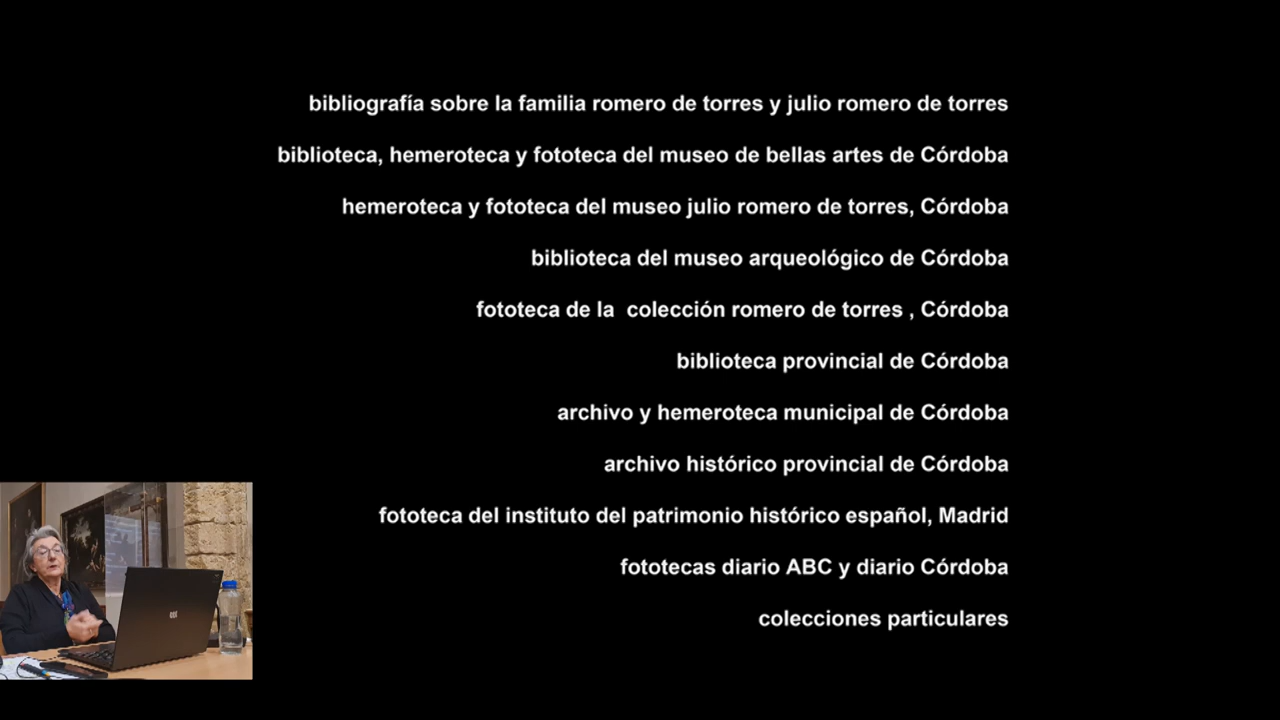 bibliografía sobre la familia romero de torres y julio romero de torres
biblioteca, hemeroteca y fototeca del museo de bellas artes de Córdoba
hemeroteca y fototeca del museo julio romero de torres, Córdoba
biblioteca del museo arqueológico de Córdoba
fototeca de la  colección romero de torres , Córdoba
biblioteca provincial de Córdoba
archivo y hemeroteca municipal de Córdoba
archivo histórico provincial de Córdoba
fototeca del instituto del patrimonio histórico español, Madrid
fototecas diario ABC y diario Córdoba
colecciones particulares